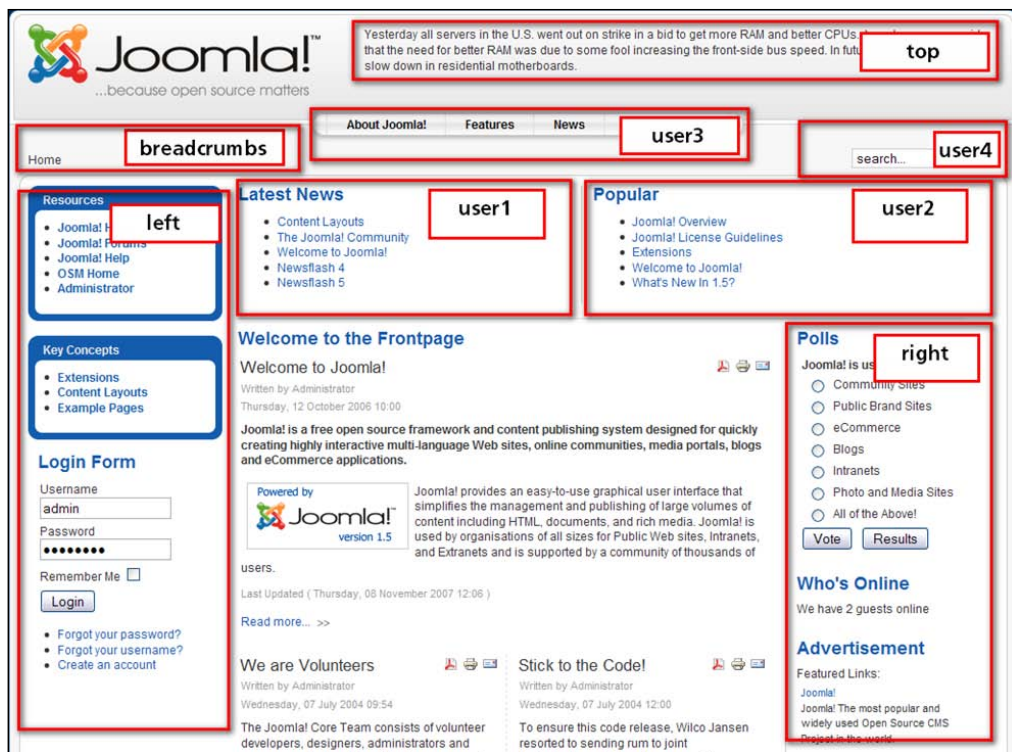 Joomla!™
...because open source matters
Yesterday all servers in the U.S. went out on strike in a bid to get more RAM and better CPUs.
that the need for better RAM was due to some fool increasing the front-side bus speed. In
slow down in residential motherboards.
top
About Joomla!
Features
News
user3
Home
breadcrumbs
search...
user4
Resources
Joomla!
Joomla! Forums
Joomla! Help
OSM Home
Administrator
left
Latest News
Content Layouts
The Joomla! Community
Welcome to Joomla!
Newsflash 4
Newsflash 5
user1
Popular
Joomla! Overview
Joomla! License Guidelines
Extensions
Welcome to Joomla!
What's New In 1.5?
user2
Key Concepts
Extensions
Content Layouts
Example Pages
Login Form
Username
admin
Password
Remember Me
Login
Forgot your password?
Forgot your username?
Create an account
Welcome to the Frontpage
Welcome to Joomla!
Written by Administrator
Thursday, 12 October 2006 10:00
Joomla! is a free open source framework and content publishing system designed for quickly
creating highly interactive multi-language Web sites, online communities, media portals, blogs
and eCommerce applications.
Powered by
Joomla!™
version 1.5
Joomla! provides an easy-to-use graphical user interface that
simplifies the management and publishing of large volumes of
content including HTML, documents, and rich media. Joomla! is
used by organisations of all sizes for Public Web sites, Intranets,
and Extranets and is supported by a community of thousands of
users.
Last Updated ( Thursday, 08 November 2007 12:06 )
Read more... >>
We are Volunteers
Written by Administrator
Wednesday, 07 July 2004 09:54
The Joomla! Core Team consists of volunteer
developers, designers, administrators and
Stick to the Code!
Written by Administrator
Wednesday, 07 July 2004 12:00
To ensure this code release, Wilco Jansen
resorted to sending rum to joint
Polls
right
Joomla! is
Community Sites
Public Brand Sites
eCommerce
Blogs
Intranets
Photo and Media Sites
All of the Above!
Vote
Results
Who's Online
We have 2 guests online
Advertisement
Featured Links:
Joomla!
Joomla! The most popular and
widely used Open Source CMS
Project in the world.